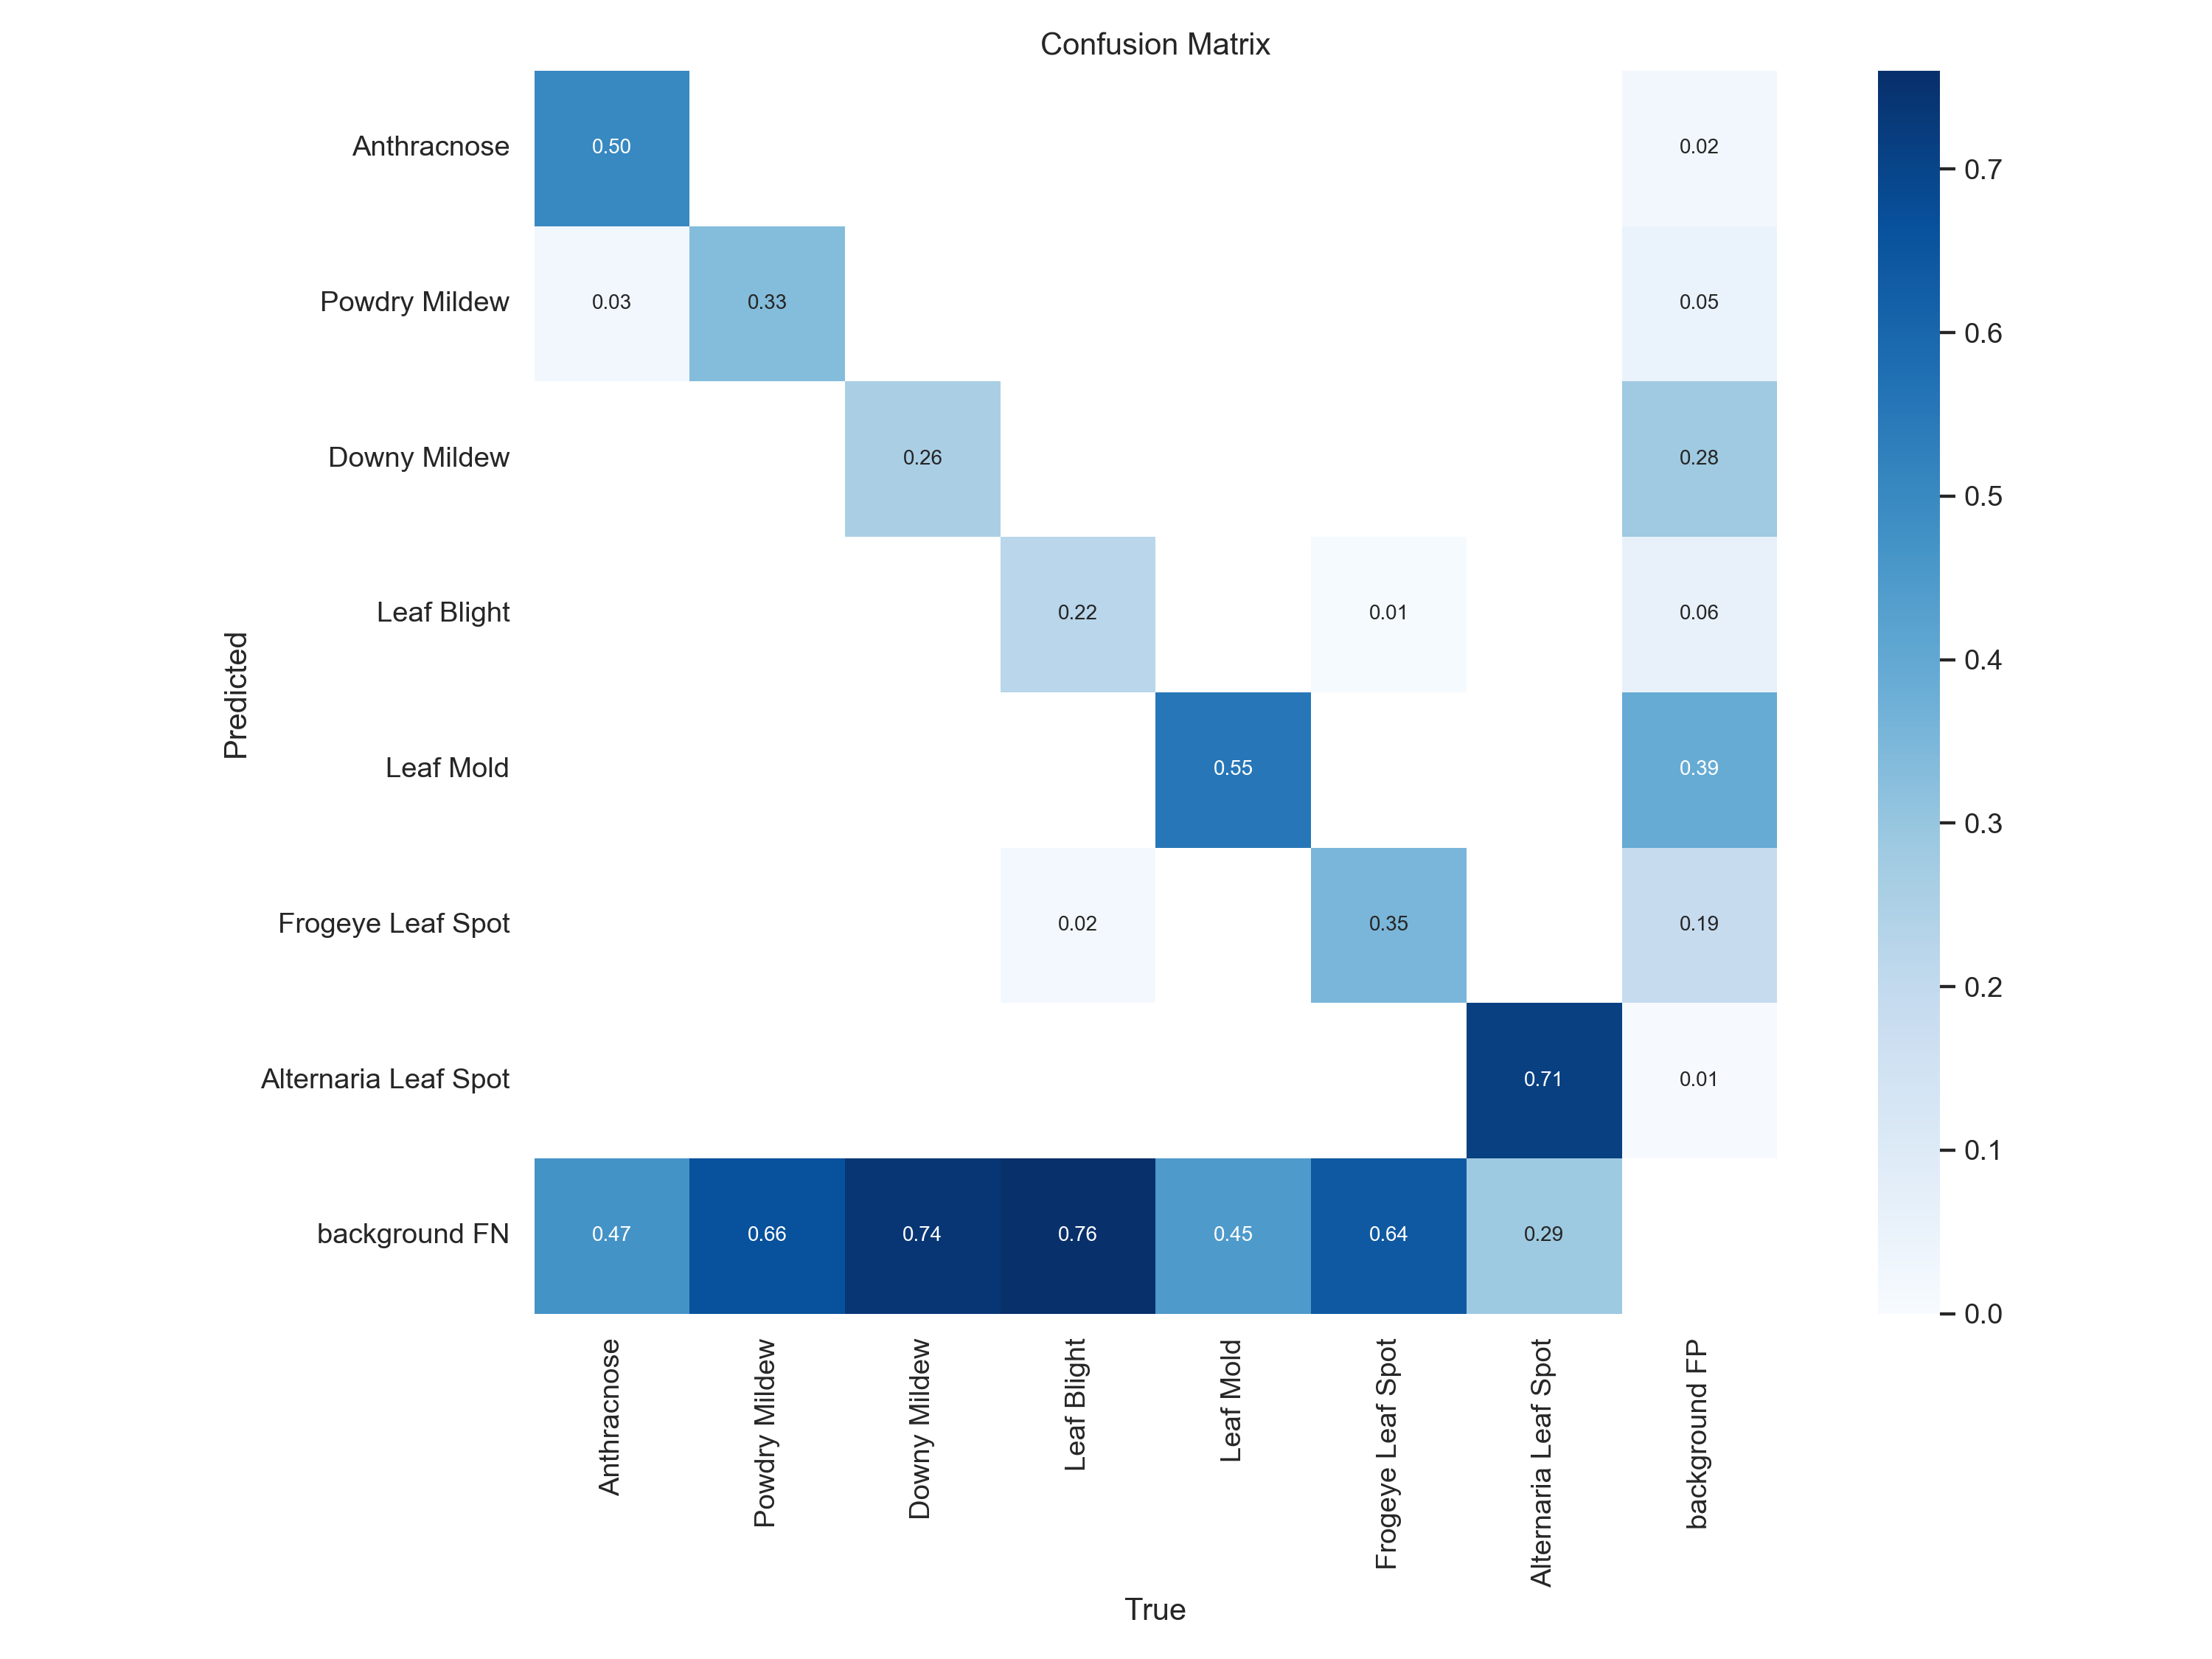 Confusion Matrix
Anthracnose 0.50 0.02
Powdry Mildew 0.03 0.33 0.05
Downy Mildew 0.26 0.28
Leaf Blight 0.22 0.01 0.06
Leaf Mold 0.55 0.39
Frogeye Leaf Spot 0.02 0.35 0.19
Alternaria Leaf Spot 0.71 0.01
background FN 0.47 0.66 0.74 0.76 0.45 0.64 0.29
Predicted
Anthracnose
Powdry Mildew
Downy Mildew
Leaf Blight
Leaf Mold
Frogeye Leaf Spot
Alternaria Leaf Spot
background FP
True
0.7
0.6
0.5
0.4
0.3
0.2
0.1
0.0